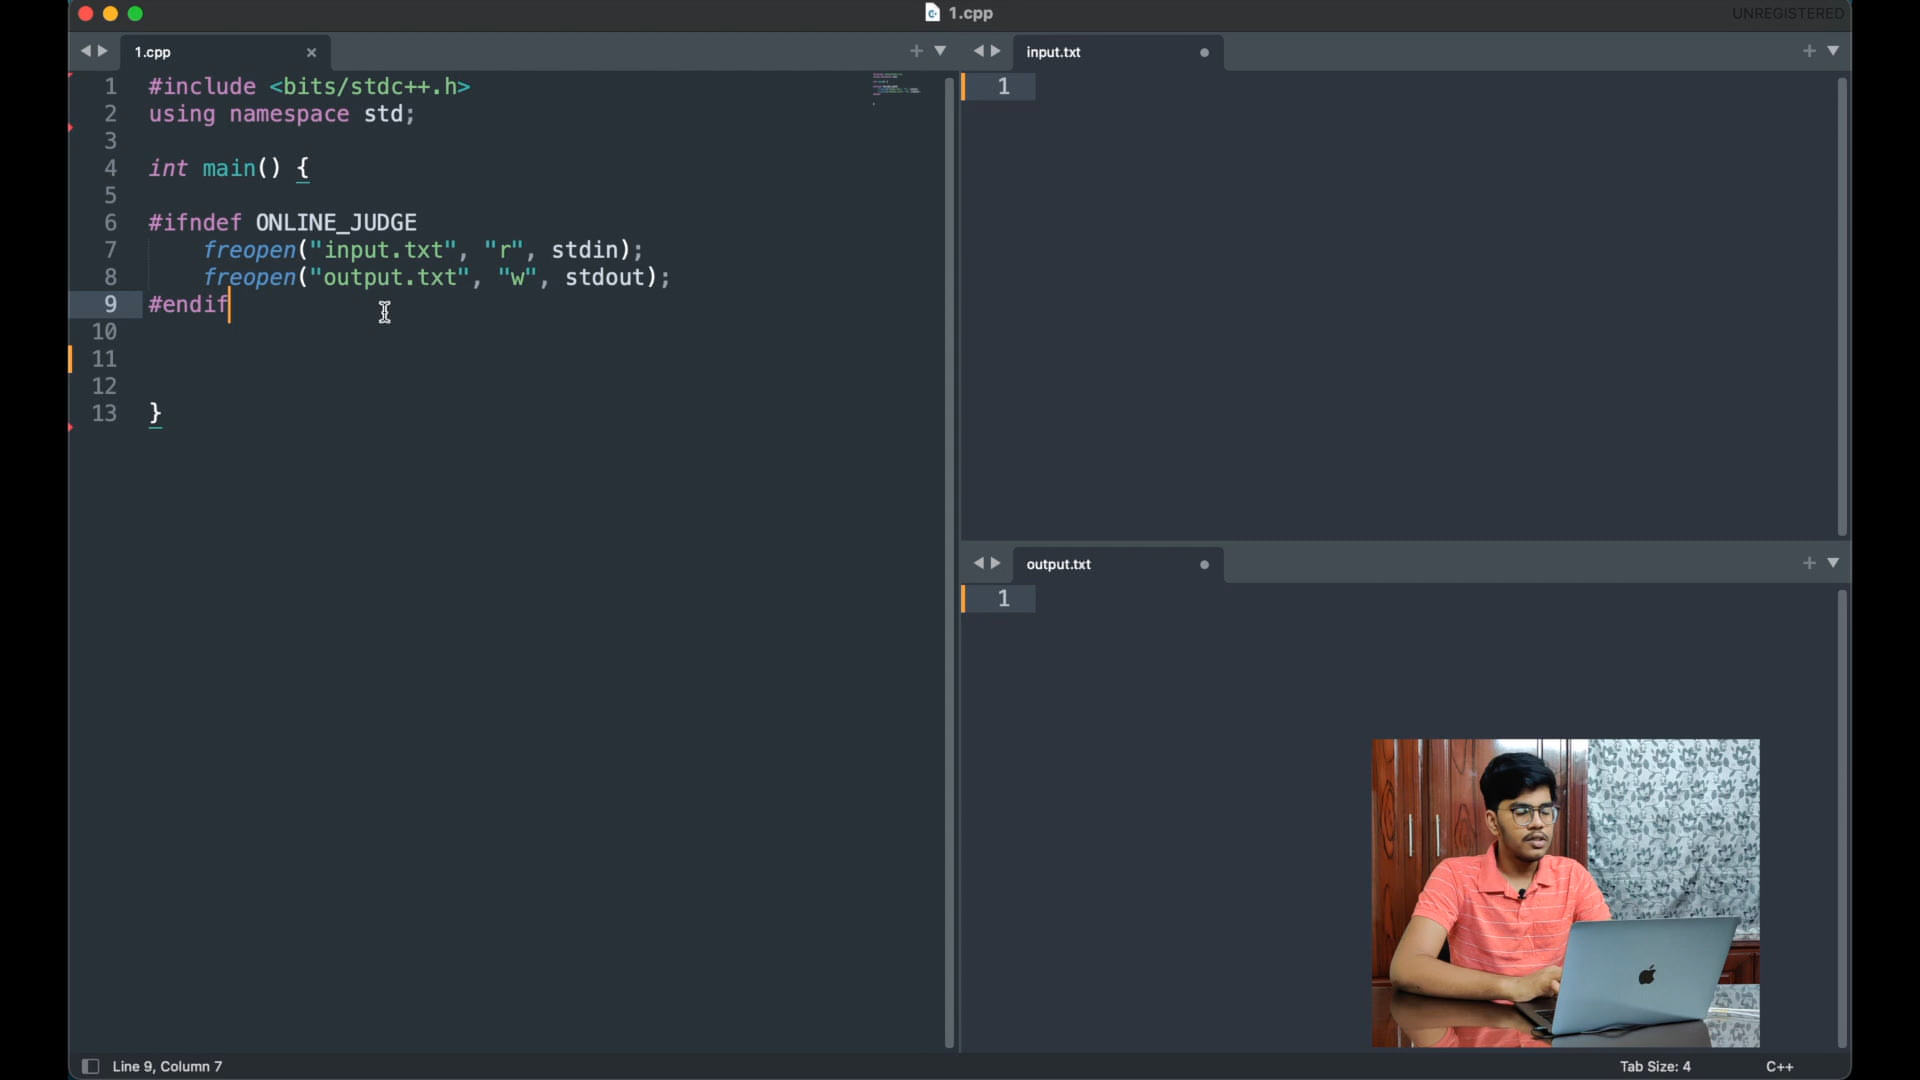 1.cpp
UNREGISTERED
1.cpp
1 #include <bits/stdc++.h>
2 using namespace std;
3
4 int main() {
5
6 #ifndef ONLINE_JUDGE
7 freopen("input.txt", "r", stdin);
8 freopen("output.txt", "w", stdout);
9 #endif
10
11
12
13 }
input.txt
1
output.txt
1
Line 9, Column 7
Tab Size: 4
C++